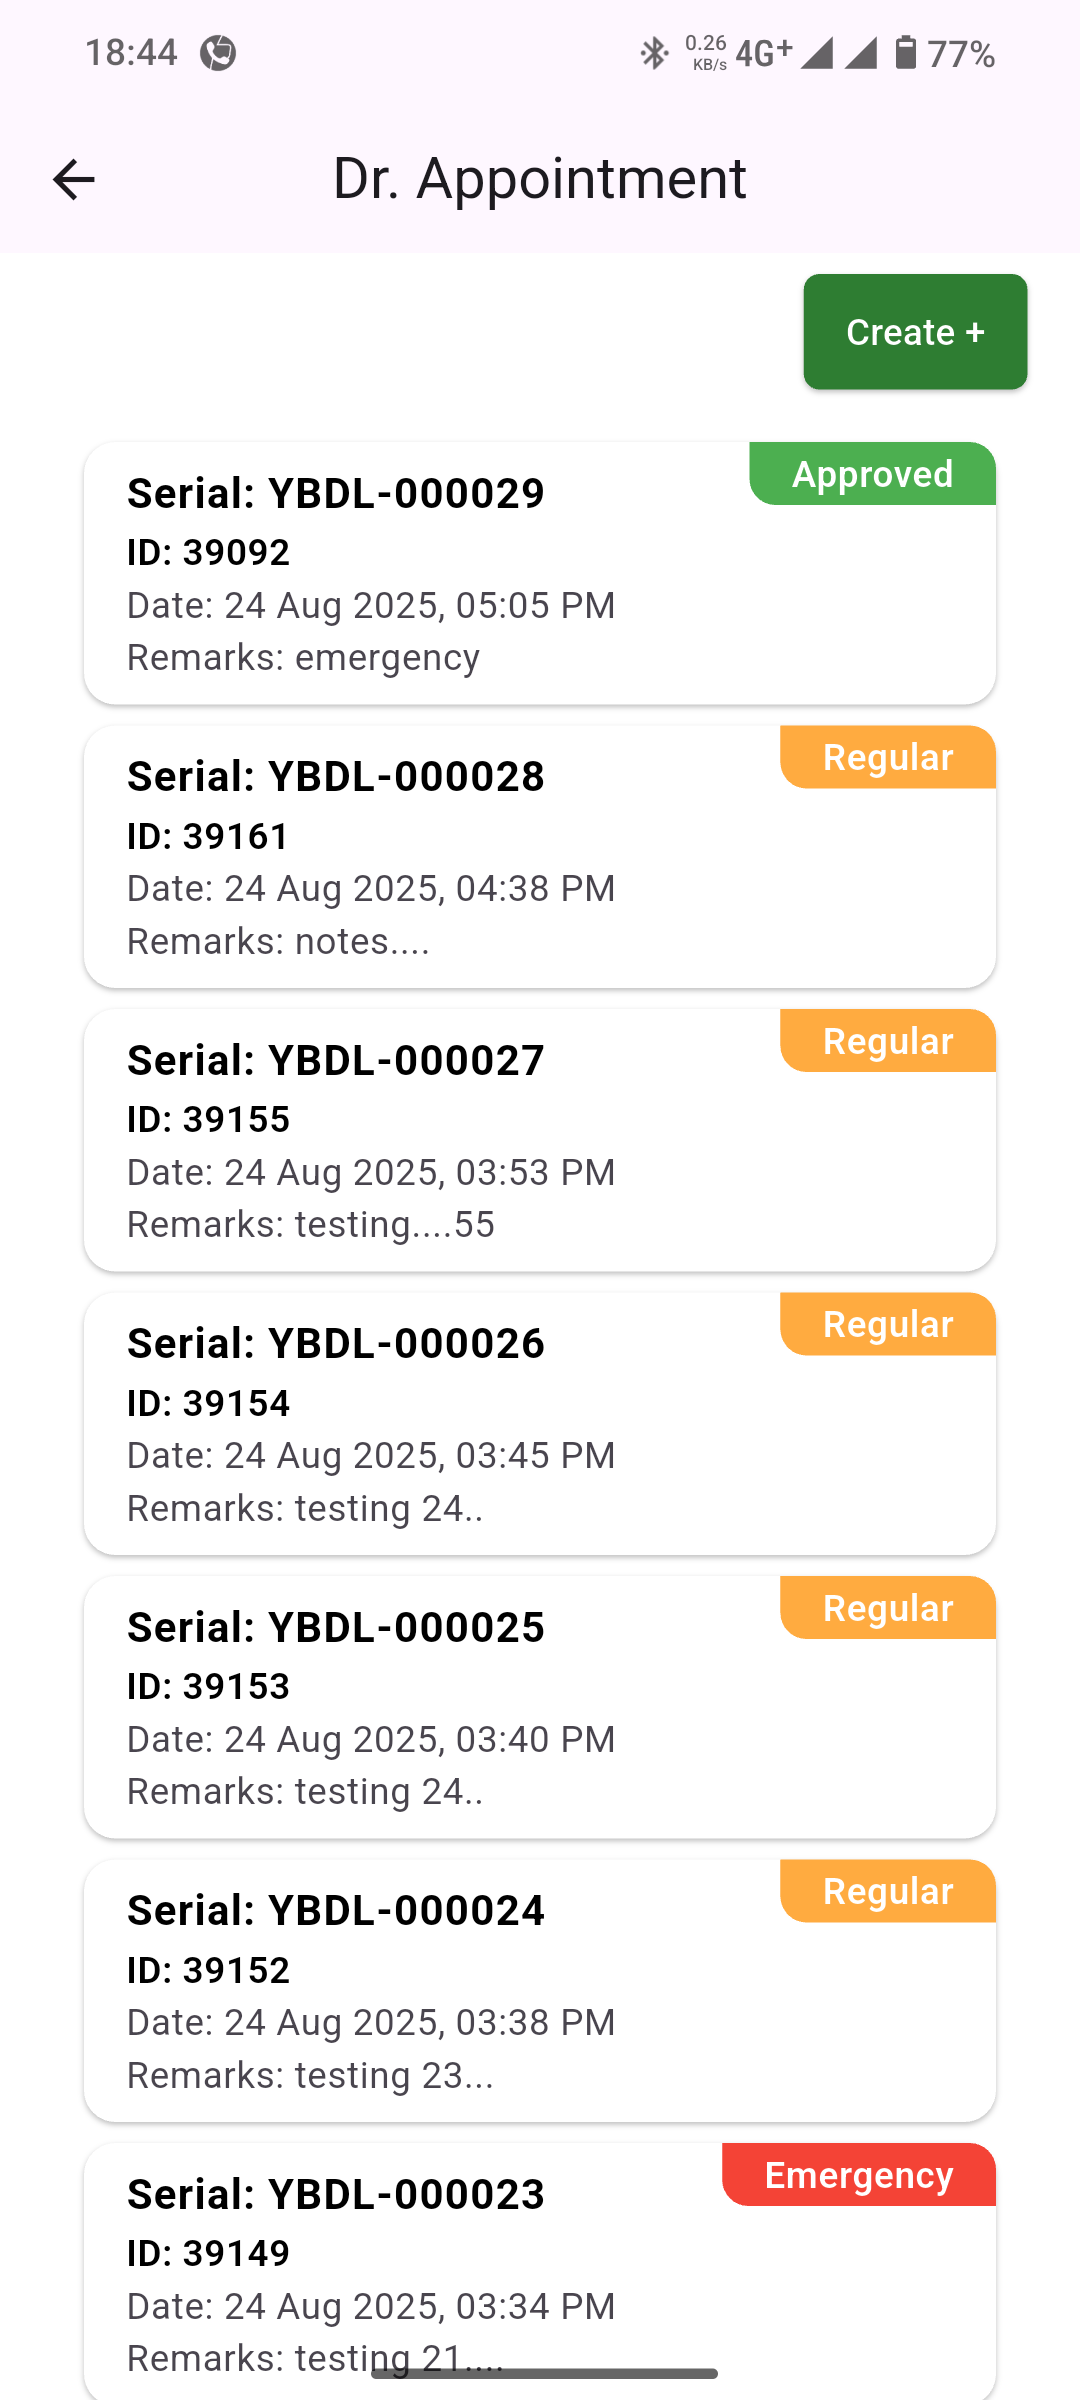 18:44
0.26 KB/s 4G+ 77%
Dr. Appointment
Create +
Serial: YBDL-000029
Approved
ID: 39092
Date: 24 Aug 2025, 05:05 PM
Remarks: emergency
Serial: YBDL-000028
Regular
ID: 39161
Date: 24 Aug 2025, 04:38 PM
Remarks: notes....
Serial: YBDL-000027
Regular
ID: 39155
Date: 24 Aug 2025, 03:53 PM
Remarks: testing....55
Serial: YBDL-000026
Regular
ID: 39154
Date: 24 Aug 2025, 03:45 PM
Remarks: testing 24..
Serial: YBDL-000025
Regular
ID: 39153
Date: 24 Aug 2025, 03:40 PM
Remarks: testing 24..
Serial: YBDL-000024
Regular
ID: 39152
Date: 24 Aug 2025, 03:38 PM
Remarks: testing 23...
Serial: YBDL-000023
Emergency
ID: 39149
Date: 24 Aug 2025, 03:34 PM
Remarks: testing 21....